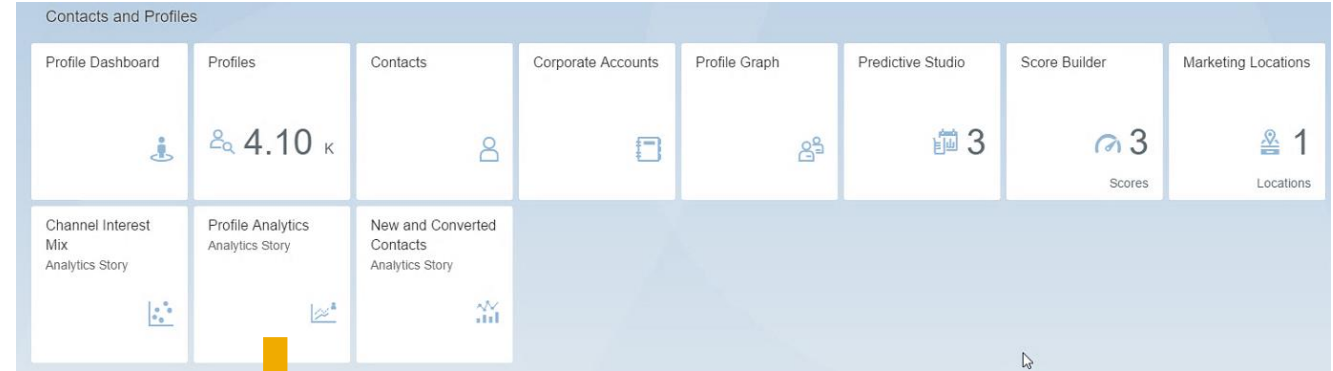 Contacts and Profiles
Profile Dashboard
Profiles
4.10 K
Contacts
Corporate Accounts
Profile Graph
Predictive Studio
3
Score Builder
3
Scores
Marketing Locations
1
Locations
Channel Interest
Mix
Analytics Story
Profile Analytics
Analytics Story
New and Converted
Contacts
Analytics Story